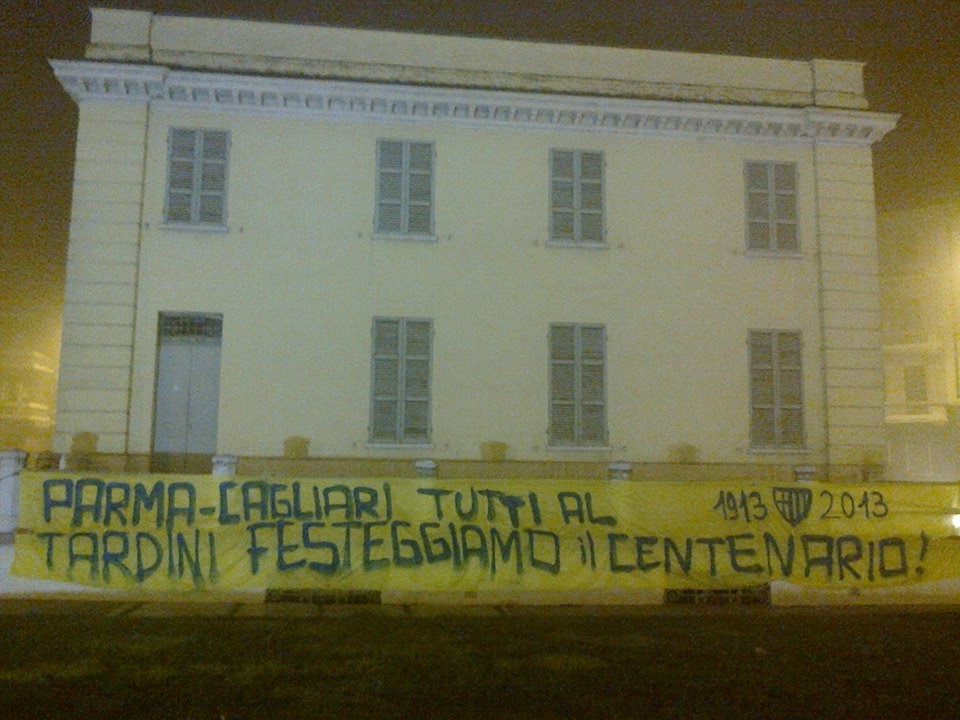 PARMA-CAGLIARI TUTTI AL 1913 2013
TARDINI FESTEGGIAMO il CENTENARIO!